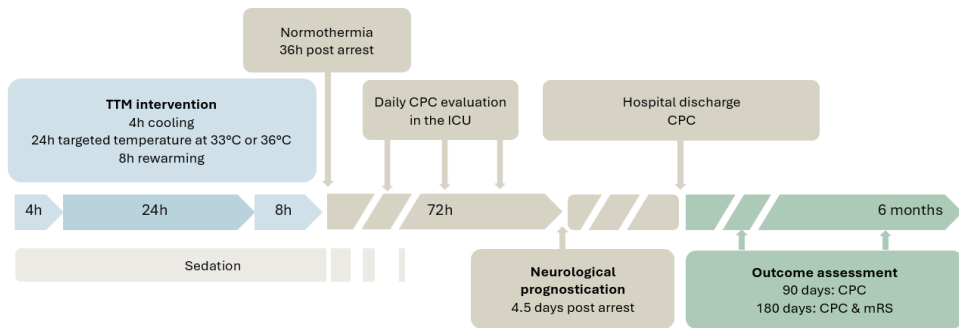 Normothermia
36h post arrest
TTM intervention
4h cooling
24h targeted temperature at 33°C or 36°C
8h rewarming
Daily CPC evaluation
in the ICU
Hospital discharge
CPC
4h
24h
8h
72h
6 months
Sedation
Neurological
prognostication
4.5 days post arrest
Outcome assessment
90 days: CPC
180 days: CPC & mRS